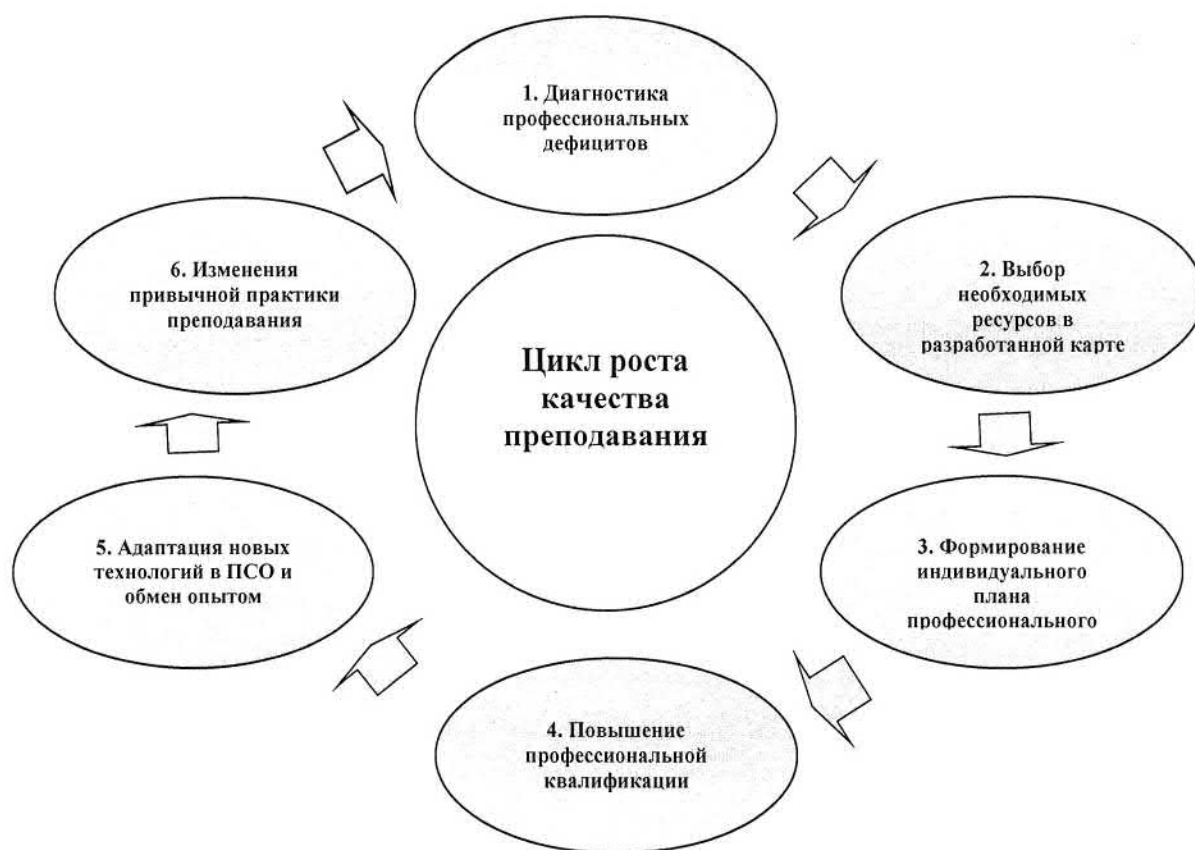 1. Диагностика
профессиональных
дефицитов
2. Выбор
необходимых
ресурсов в
разработанной карте
3. Формирование
индивидуального
плана
профессионального
4. Повышение
профессиональной
квалификации
5. Адаптация новых
технологий в ПСО и
обмен опытом
6. Изменения
привычной практики
преподавания
Цикл роста
качества
преподавания